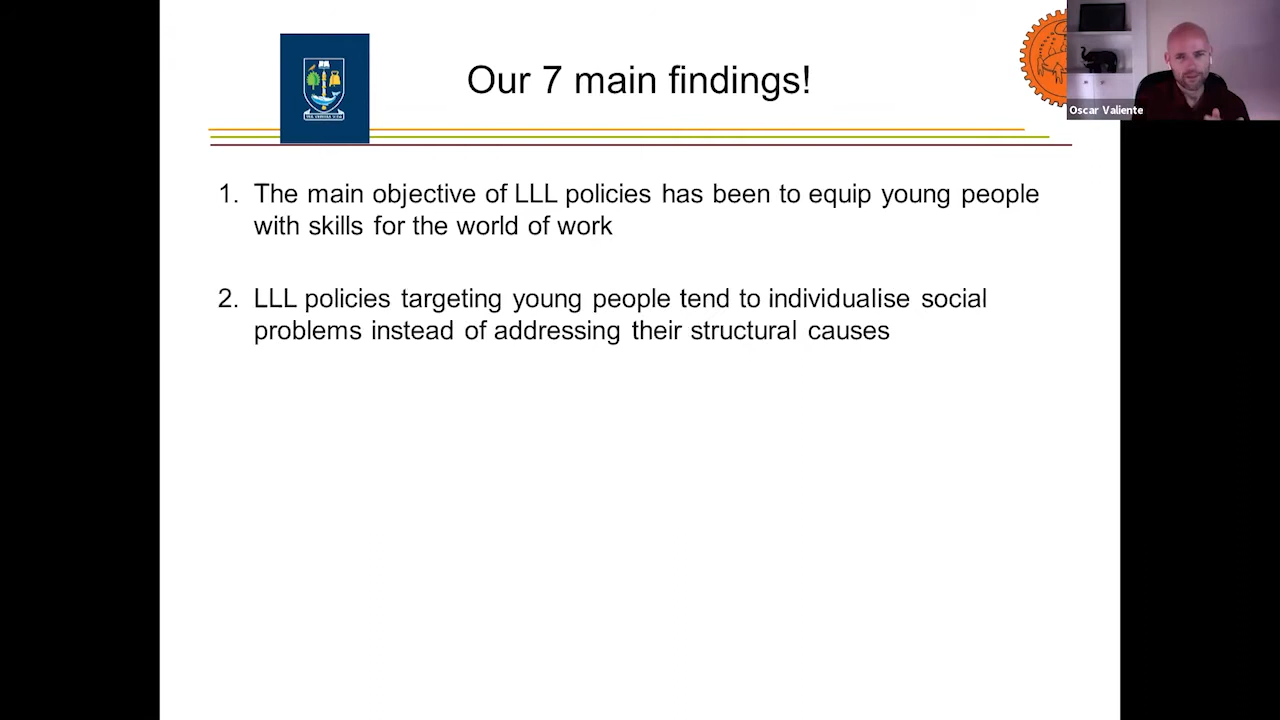 Our 7 main findings!
Oscar Valiente
1. The main objective of LLL policies has been to equip young people
with skills for the world of work
2. LLL policies targeting young people tend to individualise social
problems instead of addressing their structural causes